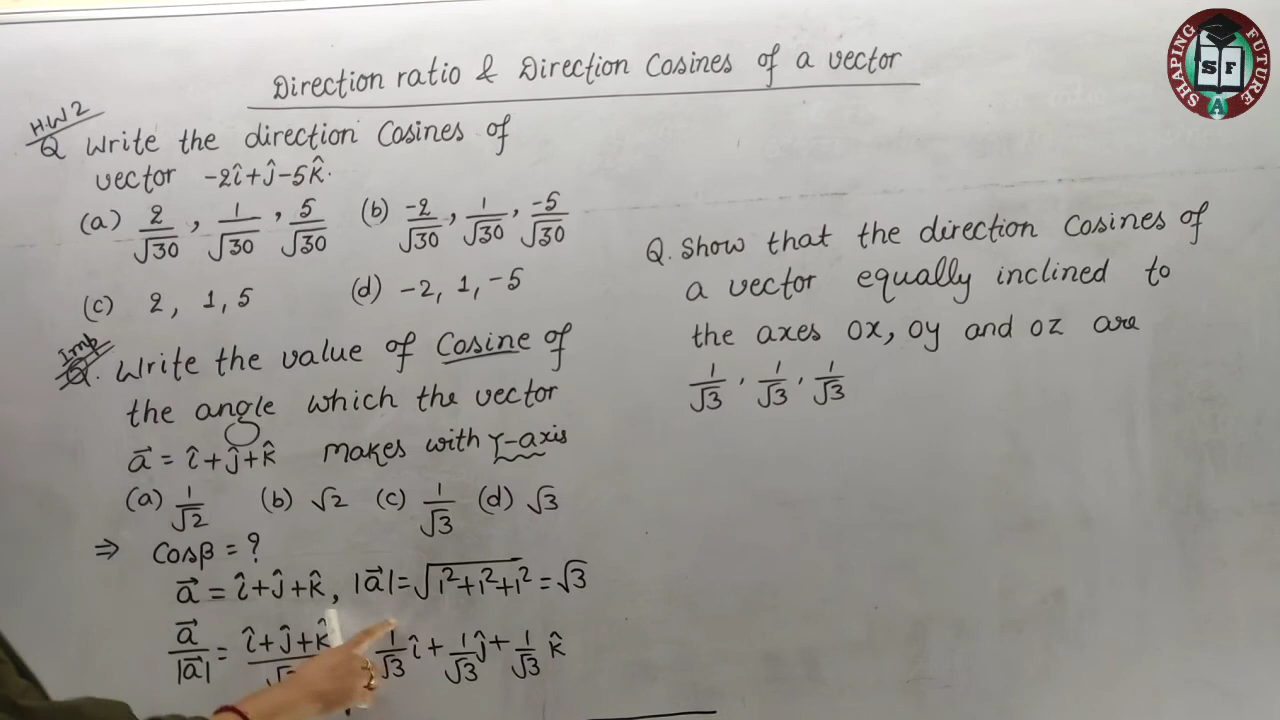 Direction ratio & Direction Cosines of a vector
H.W 2
Q Write the direction Cosines of
vector -2î+ĵ-5k̂.
(a) 2/√30, 1/√30, 5/√30 (b) -2/√30, 1/√30, -5/√30
(c) 2, 1, 5 (d) -2, 1, -5
Imp
Q. Write the value of Cosine of
the angle which the vector
a⃗ = î+ĵ+k̂ makes with Y-axis
(a) 1/√2 (b) √2 (c) 1/√3 (d) √3
⇒ Cosβ = ?
a⃗ = î+ĵ+k̂, |a⃗| = √1²+1²+1² = √3
a⃗/|a⃗| = î+ĵ+k̂/√ 1/√3 î + 1/√3 ĵ + 1/√3 k̂
Q. Show that the direction Cosines of
a vector equally inclined to
the axes OX, OY and OZ are
1/√3, 1/√3, 1/√3
SHAPING FUTURE
S F
A